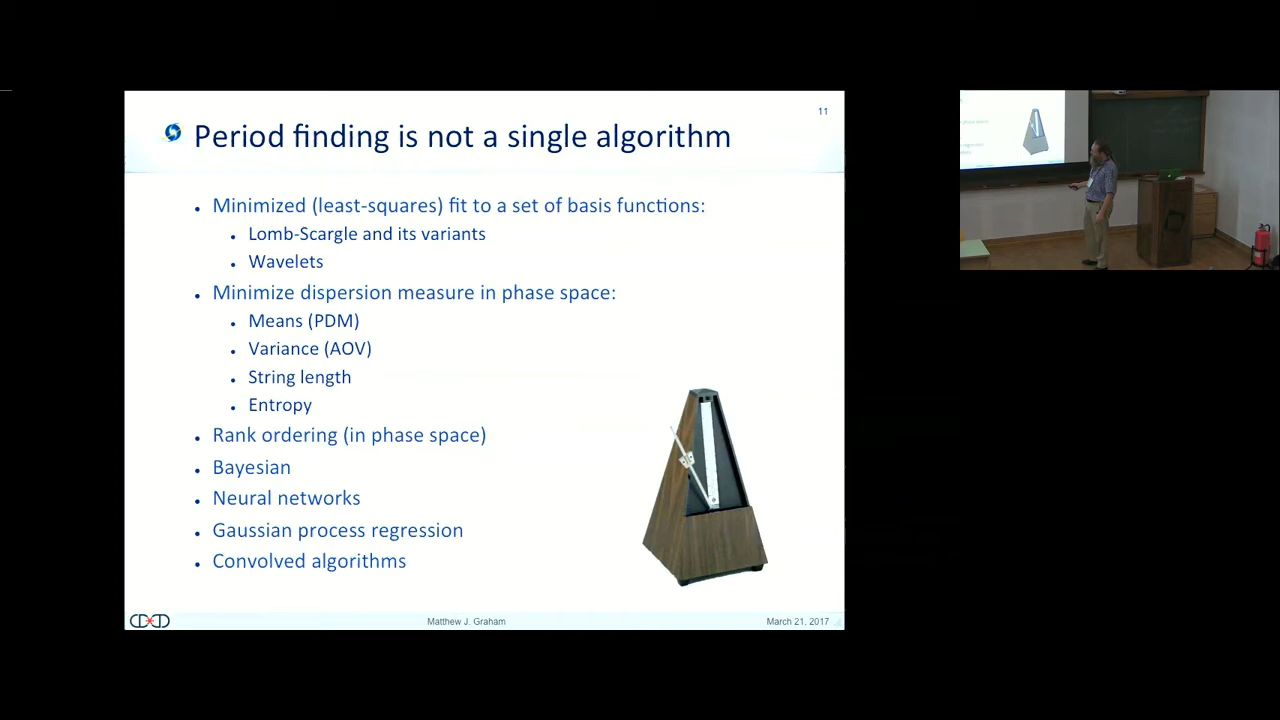 11
Period finding is not a single algorithm
• Minimized (least-squares) fit to a set of basis functions:
• Lomb-Scargle and its variants
• Wavelets
• Minimize dispersion measure in phase space:
• Means (PDM)
• Variance (AOV)
• String length
• Entropy
• Rank ordering (in phase space)
• Bayesian
• Neural networks
• Gaussian process regression
• Convolved algorithms
Matthew J. Graham
March 21, 2017